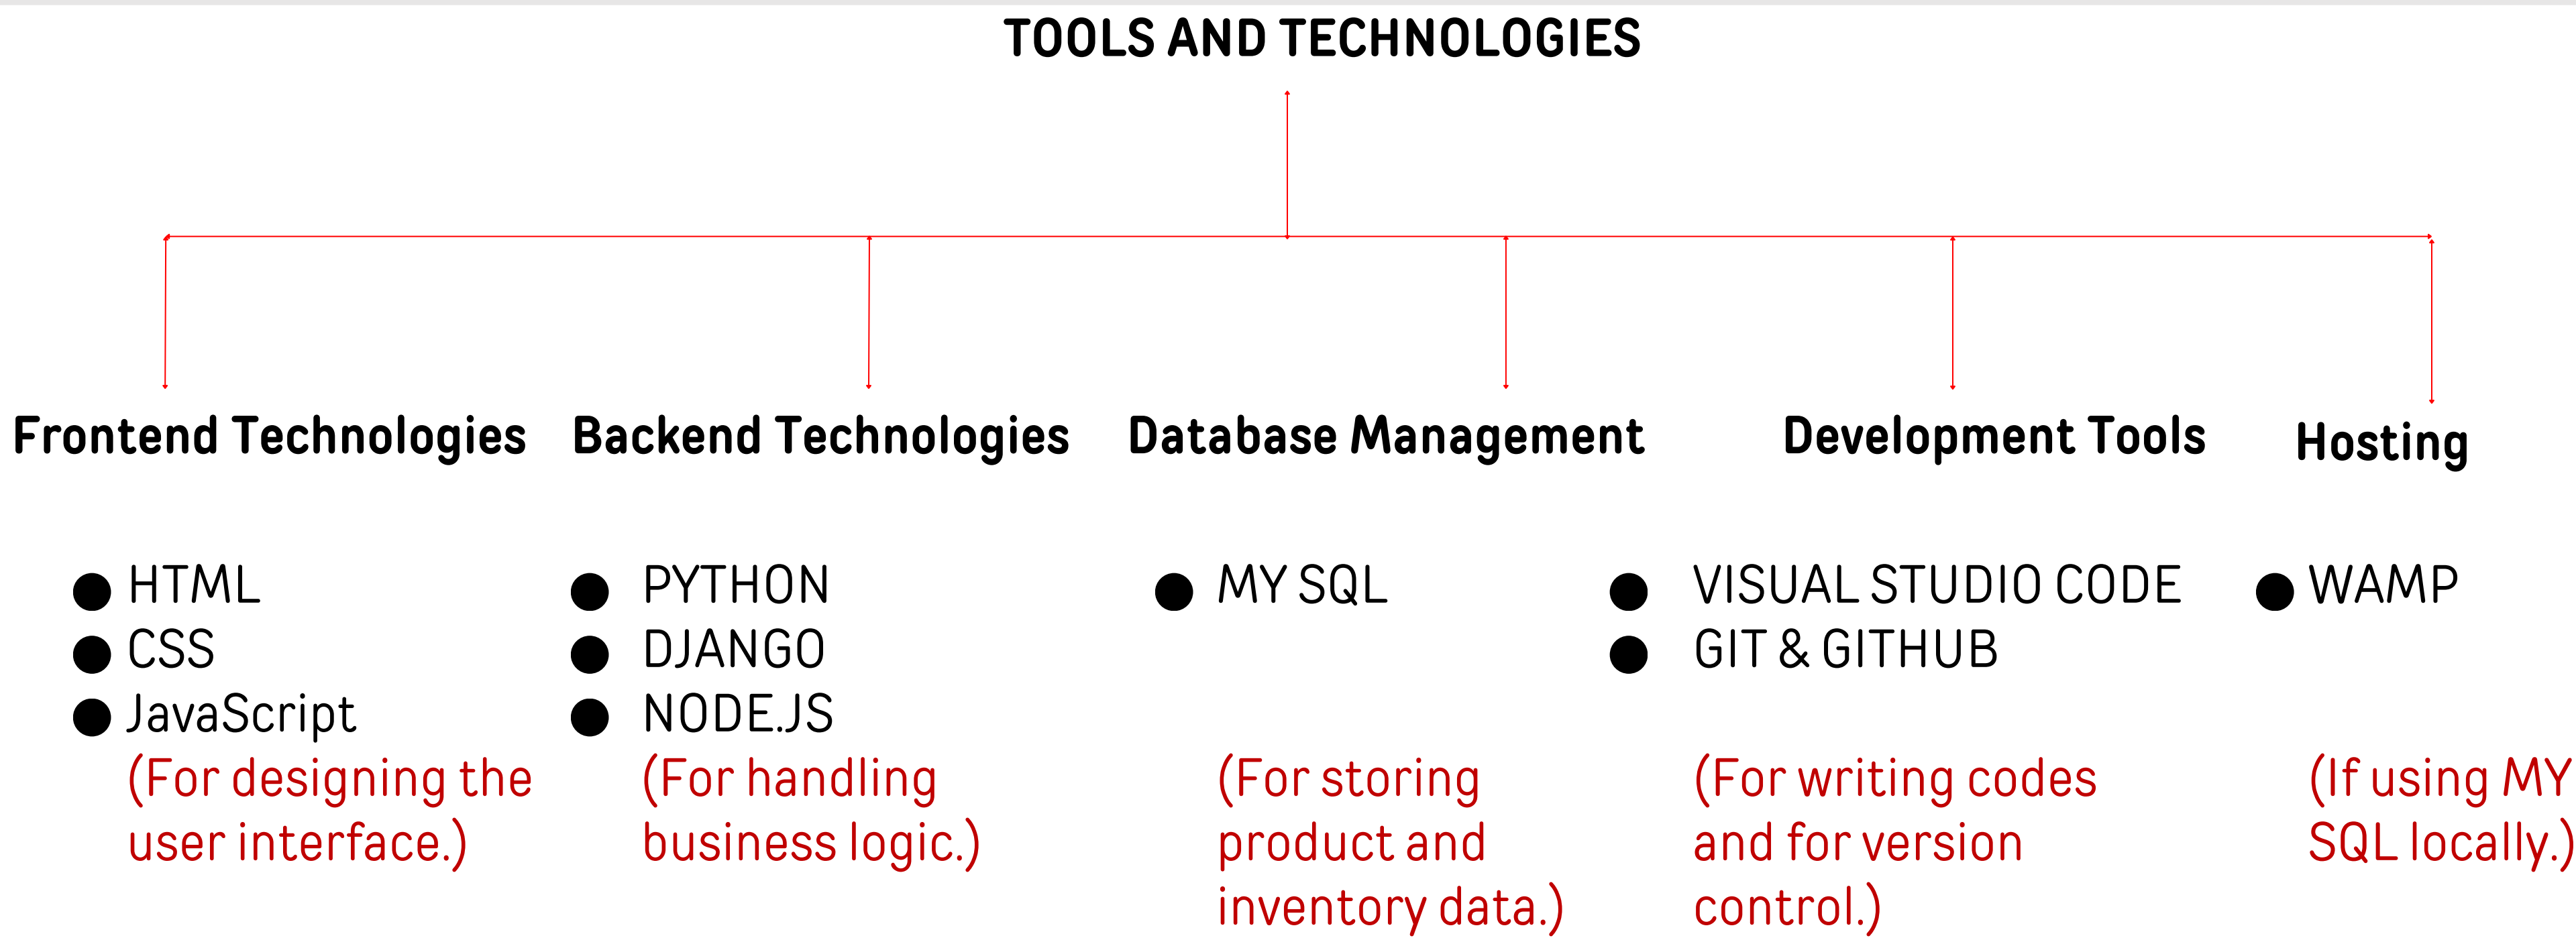 TOOLS AND TECHNOLOGIES
Frontend Technologies
HTML
CSS
JavaScript
(For designing the
user interface.)
Backend Technologies
PYTHON
DJANGO
NODE.JS
(For handling
business logic.)
Database Management
MY SQL
(For storing
product and
inventory data.)
Development Tools
VISUAL STUDIO CODE
GIT & GITHUB
(For writing codes
and for version
control.)
Hosting
WAMP
(If using MY
SQL locally.)